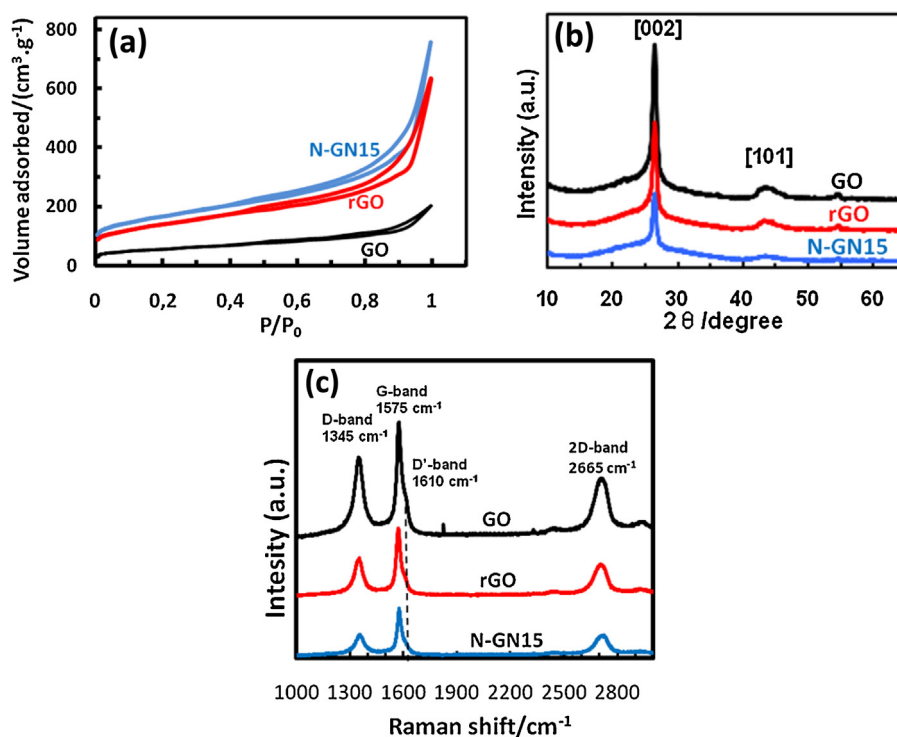 (a)
Volume adsorbed/(cm³.g⁻¹)
800
600
400
200
0
N-GN15
rGO
GO
0 0,2 0,4 0,6 0,8 1
P/P₀
(b)
Intensity (a.u.)
[002]
[101]
GO
rGO
N-GN15
10 20 30 40 50 60
2 θ /degree
(c)
Intesity (a.u.)
G-band
1575 cm⁻¹
D-band
1345 cm⁻¹
D'-band
1610 cm⁻¹
2D-band
2665 cm⁻¹
GO
rGO
N-GN15
1000 1300 1600 1900 2200 2500 2800
Raman shift/cm⁻¹